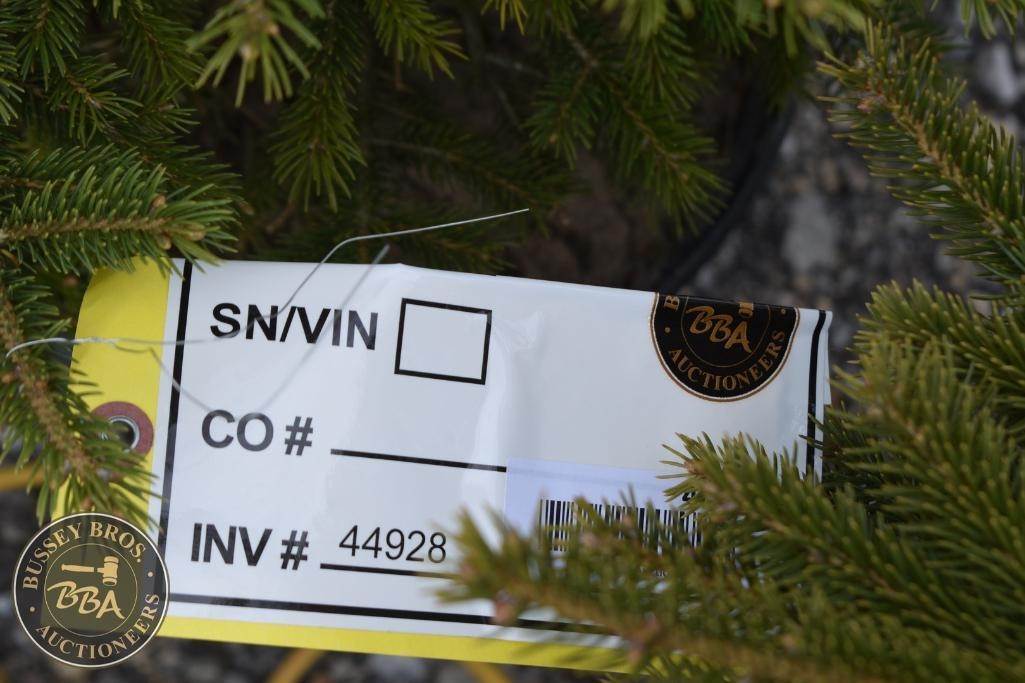 SN/VIN
BBA
AUCTIONEERS
CO #
INV # 44928
BUSSEY BROS.
BBA
AUCTIONEERS